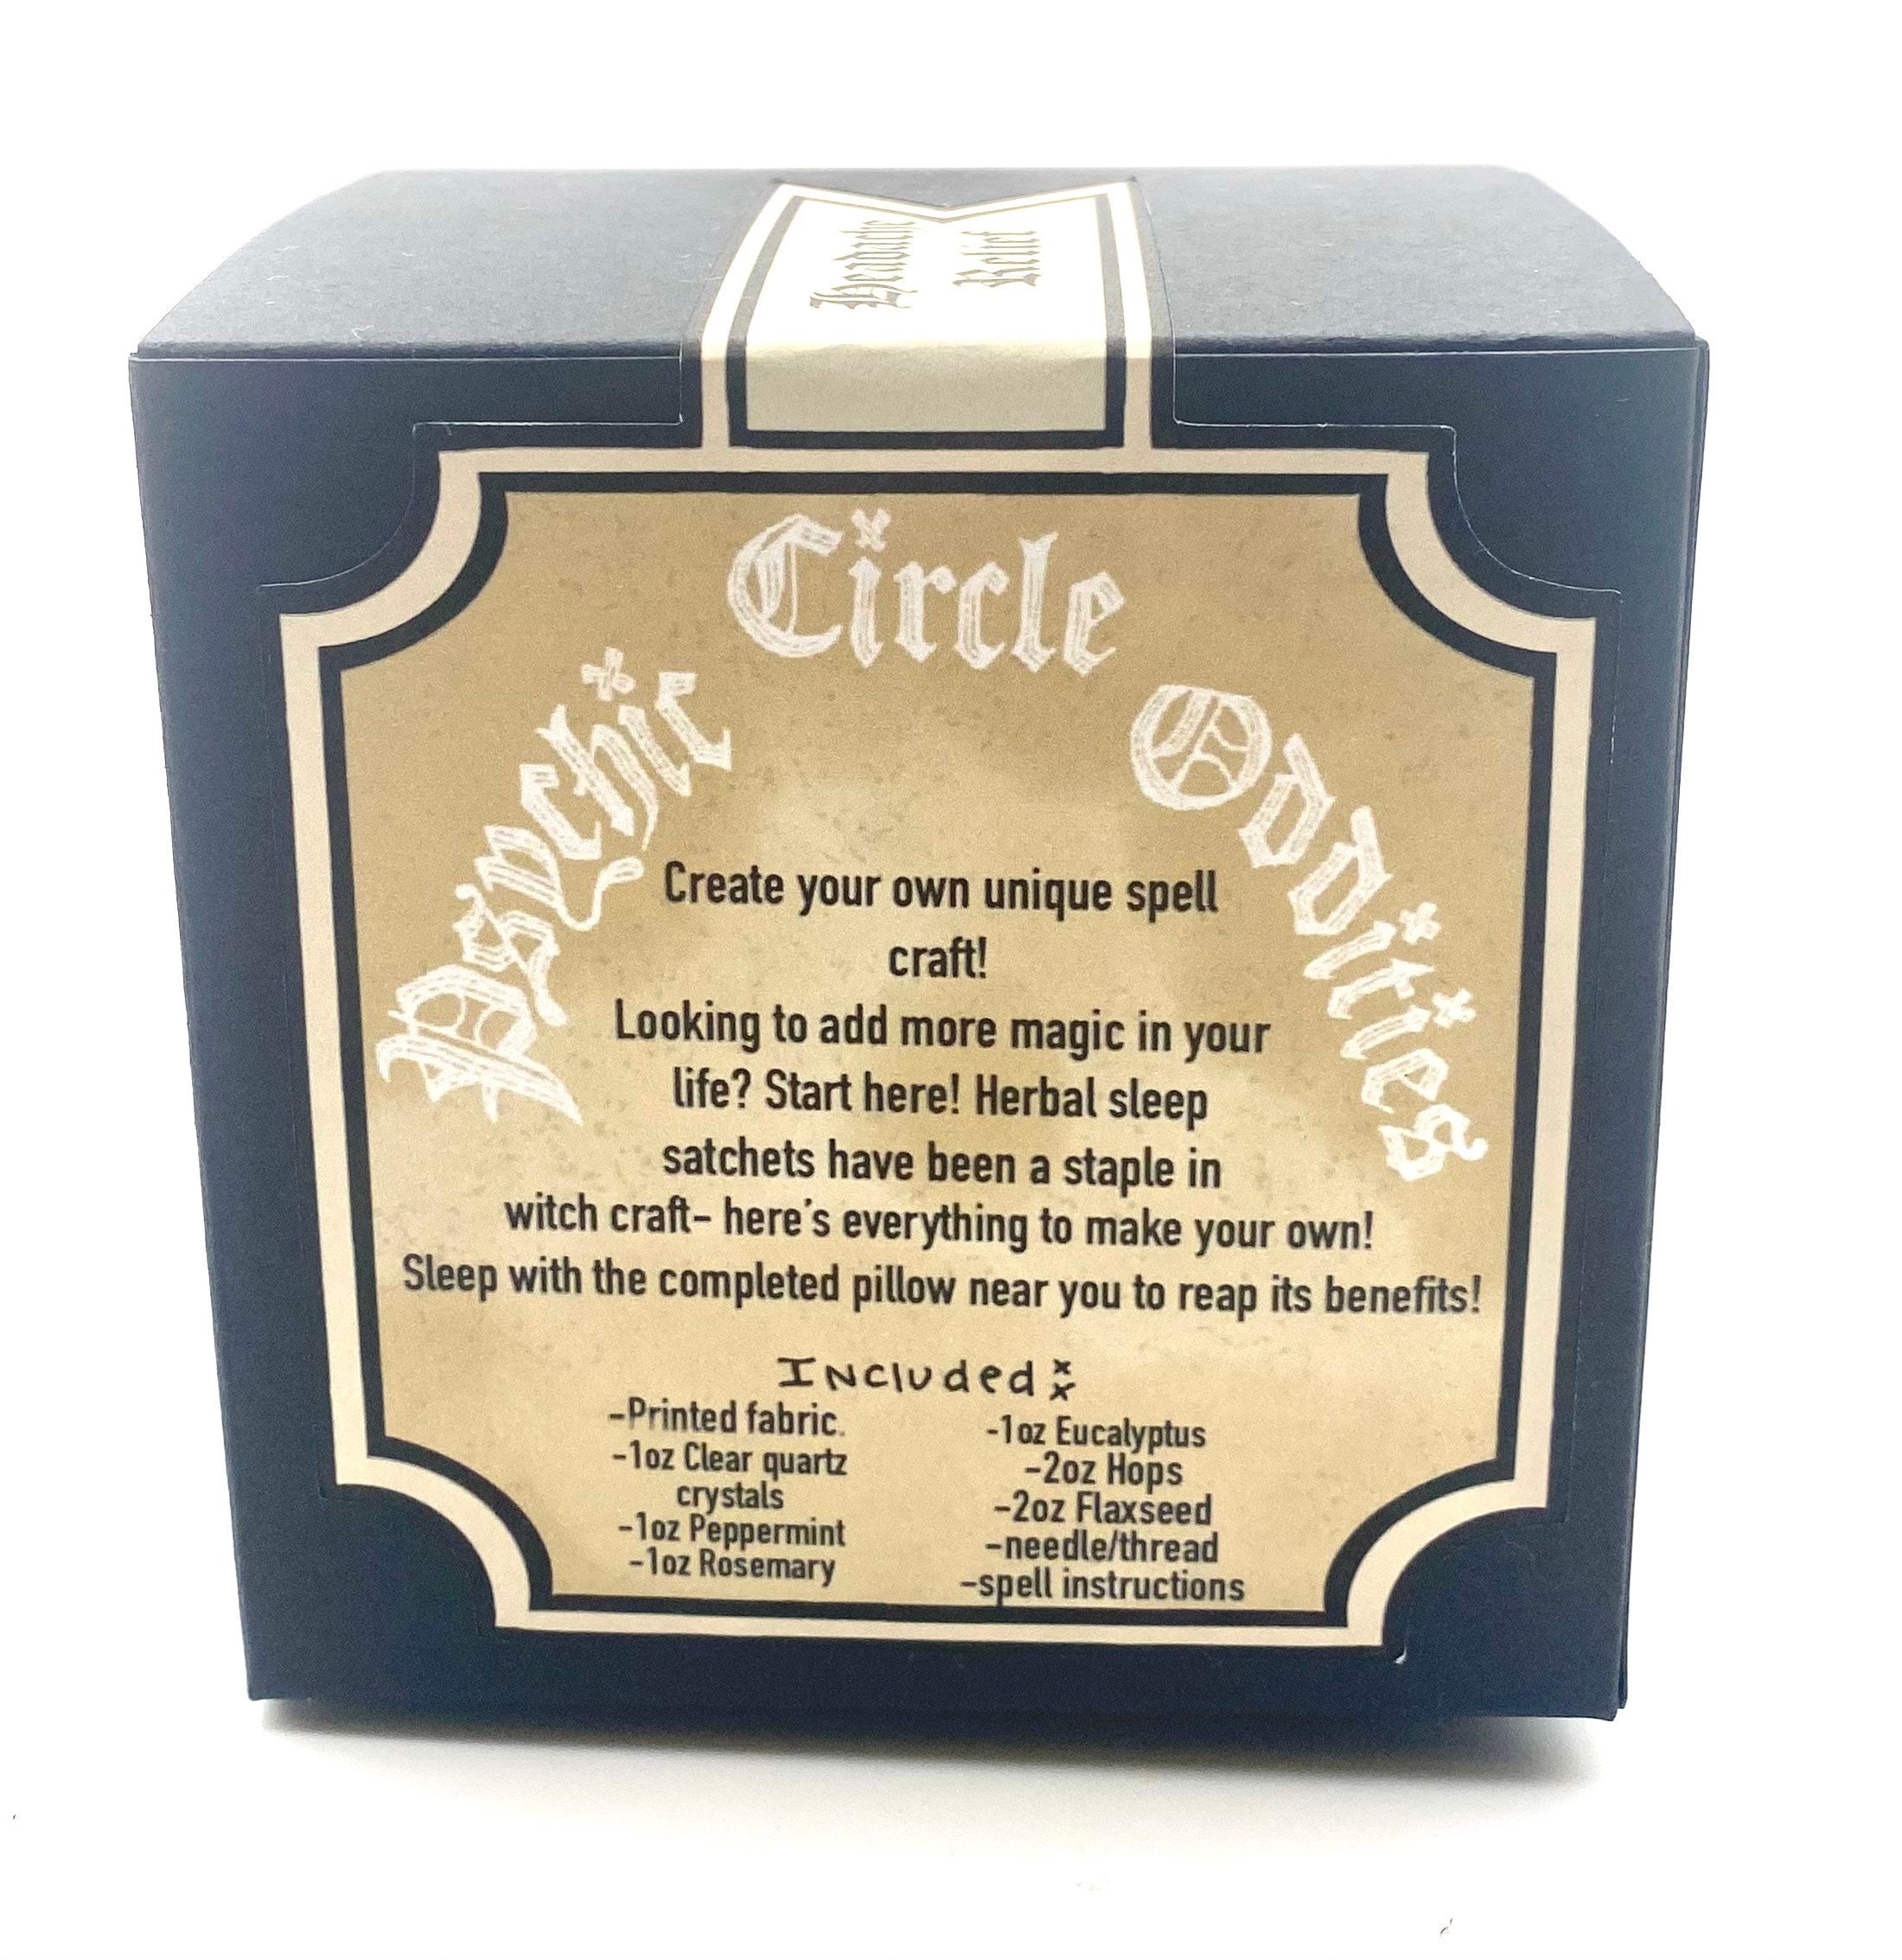 Headache
Relief
Psychic Circle Oddities
Create your own unique spell
craft!
Looking to add more magic in your
life? Start here! Herbal sleep
satchets have been a staple in
witch craft- here's everything to make your own!
Sleep with the completed pillow near you to reap its benefits!
Included:
-Printed fabric.
-1oz Clear quartz
crystals
-1oz Peppermint
-1oz Rosemary
-1oz Eucalyptus
-2oz Hops
-2oz Flaxseed
-needle/thread
-spell instructions